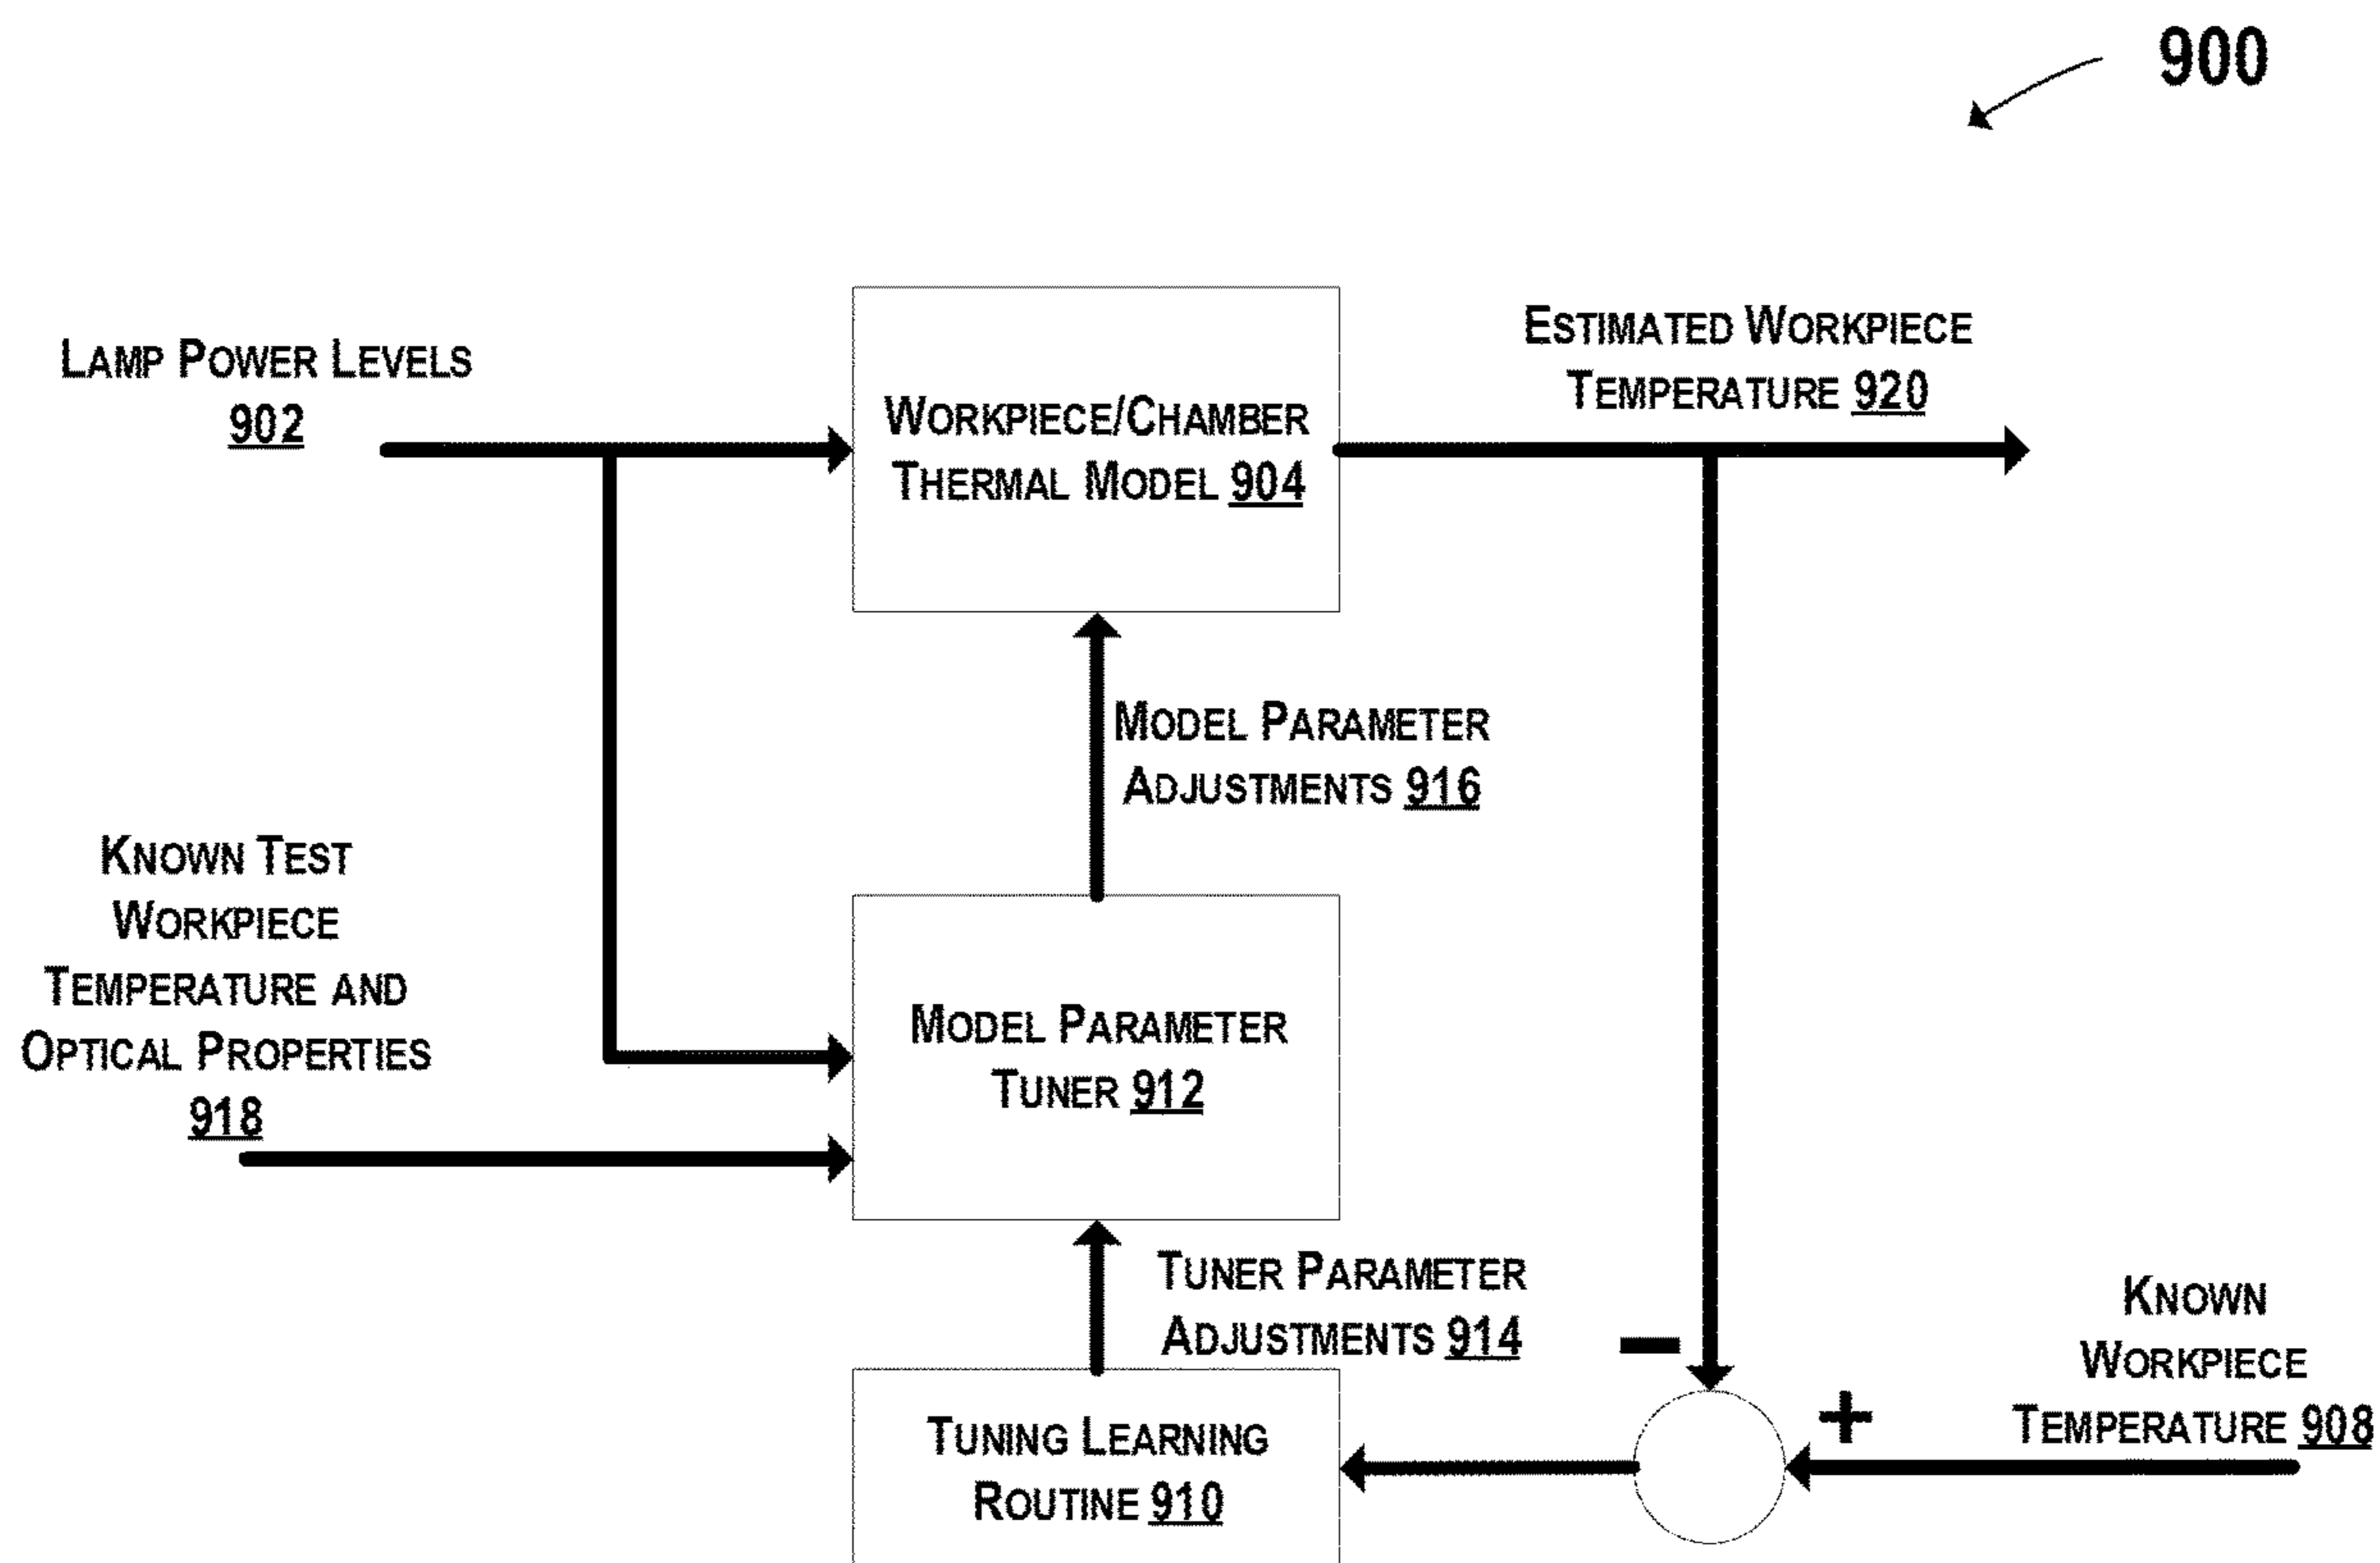 900
LAMP POWER LEVELS
902
WORKPIECE/CHAMBER
THERMAL MODEL 904
ESTIMATED WORKPIECE
TEMPERATURE 920
MODEL PARAMETER
ADJUSTMENTS 916
KNOWN TEST
WORKPIECE
TEMPERATURE AND
OPTICAL PROPERTIES
918
MODEL PARAMETER
TUNER 912
TUNER PARAMETER
ADJUSTMENTS 914
−
+
KNOWN
WORKPIECE
TEMPERATURE 908
TUNING LEARNING
ROUTINE 910